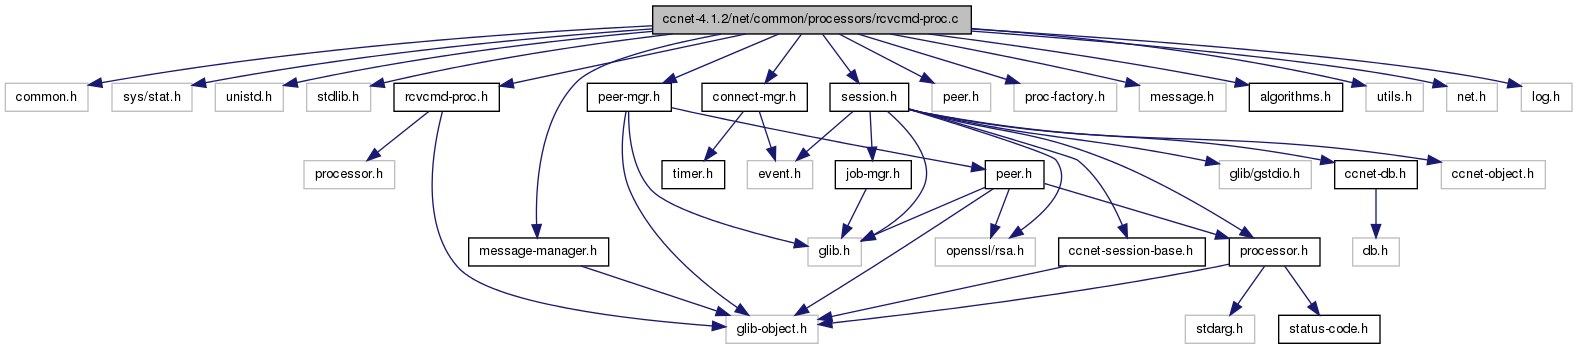 ccnet-4.1.2/net/common/processors/rcvcmd-proc.c
common.h
sys/stat.h
unistd.h
stdlib.h
rcvcmd-proc.h
peer-mgr.h
connect-mgr.h
session.h
peer.h
proc-factory.h
message.h
algorithms.h
utils.h
net.h
log.h
processor.h
timer.h
event.h
job-mgr.h
peer.h
glib/gstdio.h
ccnet-db.h
ccnet-object.h
message-manager.h
glib.h
openssl/rsa.h
ccnet-session-base.h
processor.h
db.h
glib-object.h
stdarg.h
status-code.h